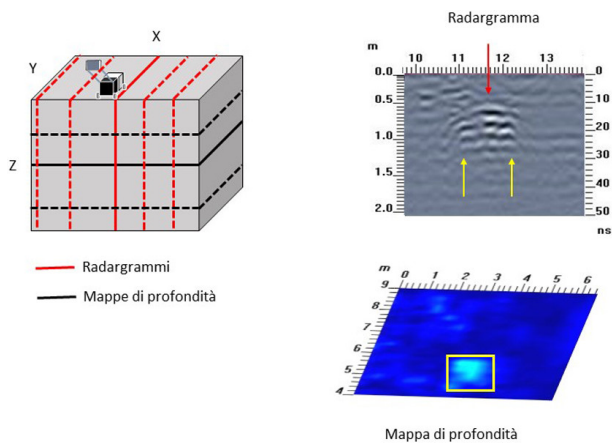 X
Y
Z
Radargrammi
Mappe di profondità
Radargramma
m
10 11 12 13
0.0 0
0.5 10
20
1.0 30
40
2.0 50
ns
m
0 1 2 3 4 5 6
9
8
7
6
5
4
Mappa di profondità